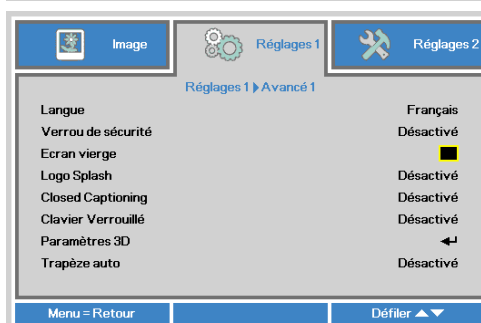 Image Réglages 1 Réglages 2
Réglages 1 Avancé 1
Langue Français
Verrou de sécurité Désactivé
Ecran vierge
Logo Splash Désactivé
Closed Captioning Désactivé
Clavier Verrouillé Désactivé
Paramètres 3D
Trapèze auto Désactivé
Menu = Retour Défiler